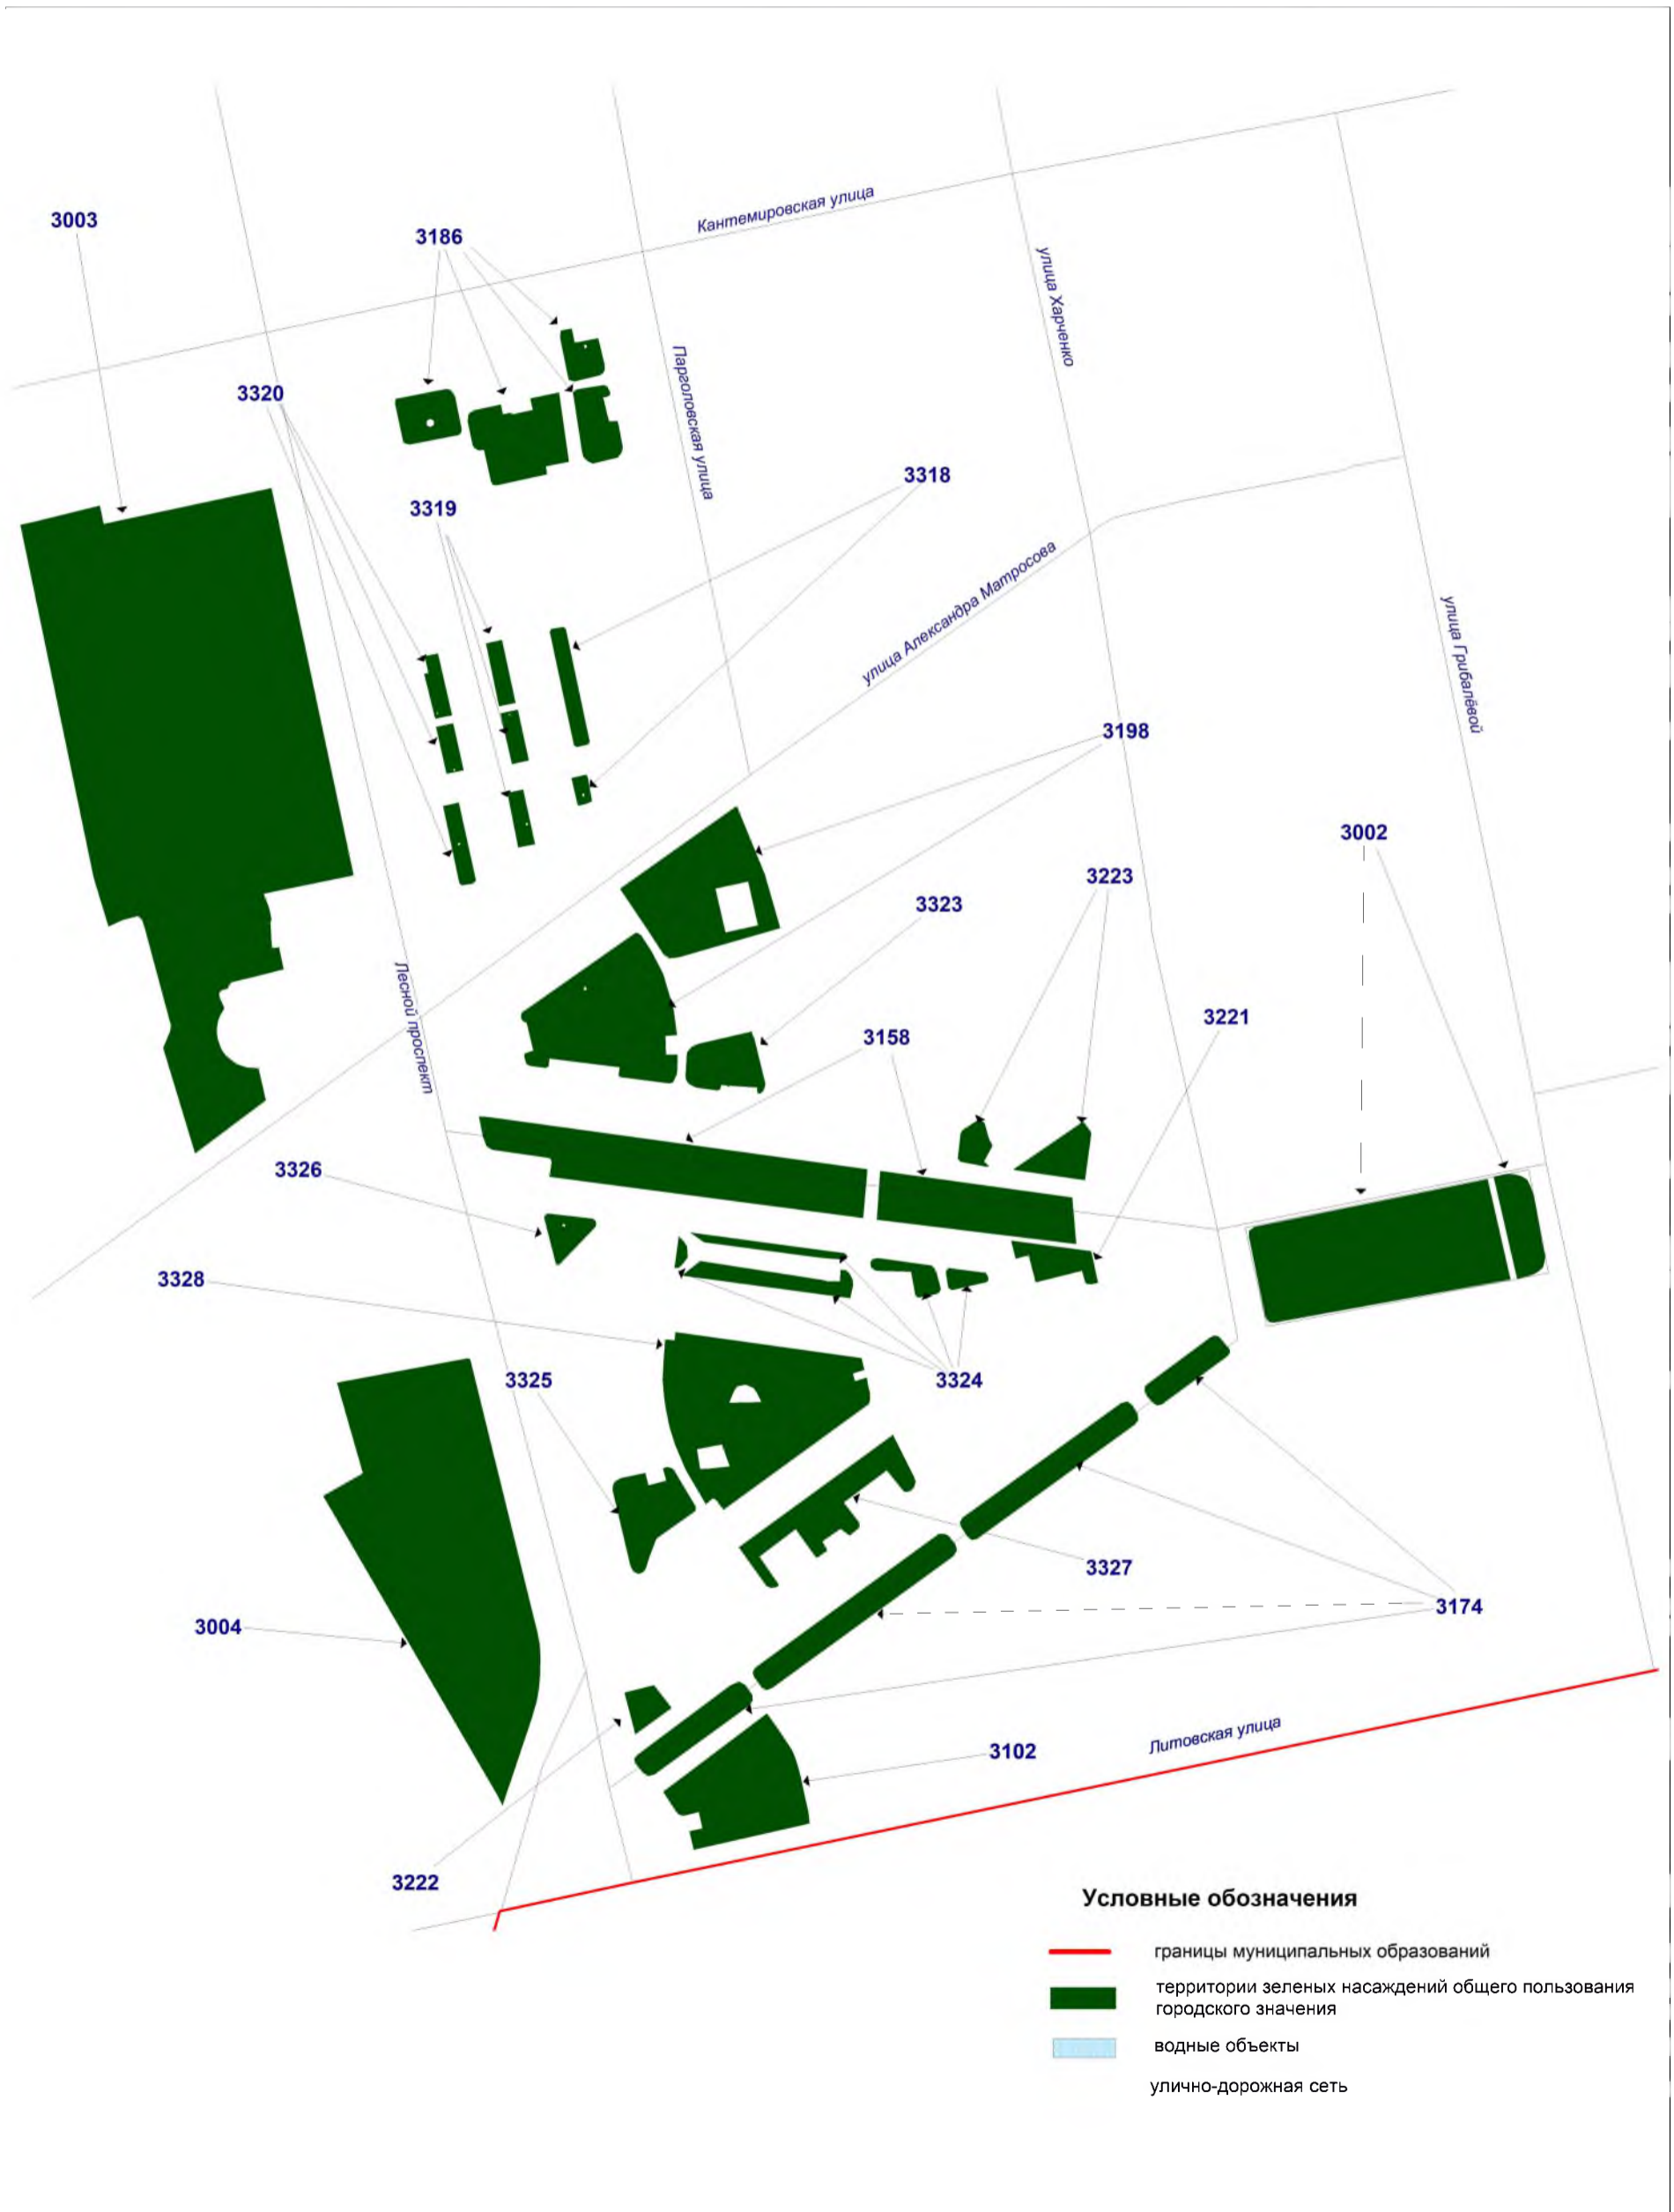 3003
3186
Кантемировская улица
улица Харченко
3320
Парголовская улица
3318
3319
улица Александра Матросова
улица Грибалёвой
3198
3002
3223
3323
Лесной проспект
3221
3158
3326
3328
3325
3324
3327
3174
3004
Литовская улица
3102
3222
Условные обозначения
границы муниципальных образований
территории зеленых насаждений общего пользования
городского значения
водные объекты
улично-дорожная сеть